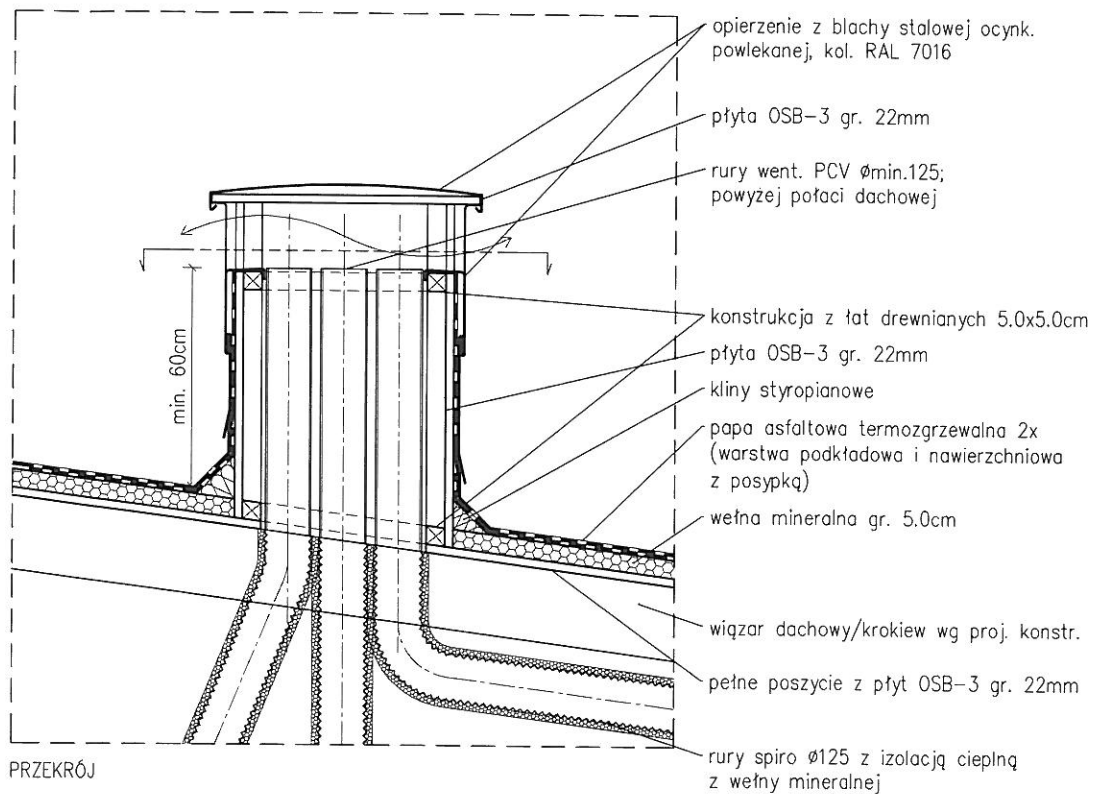 opierzenie z blachy stalowej ocynk.
powlekanej, kol. RAL 7016
płyta OSB-3 gr. 22mm
rury went. PCV Ømin.125;
powyżej połaci dachowej
min. 60cm
konstrukcja z łat drewnianych 5.0x5.0cm
płyta OSB-3 gr. 22mm
kliny styropianowe
papa asfaltowa termozgrzewalna 2x
(warstwa podkładowa i nawierzchniowa
z posypką)
wełna mineralna gr. 5.0cm
wiązar dachowy/krokiew wg proj. konstr.
pełne poszycie z płyt OSB-3 gr. 22mm
rury spiro Ø125 z izolacją cieplną
z wełny mineralnej
PRZEKRÓJ